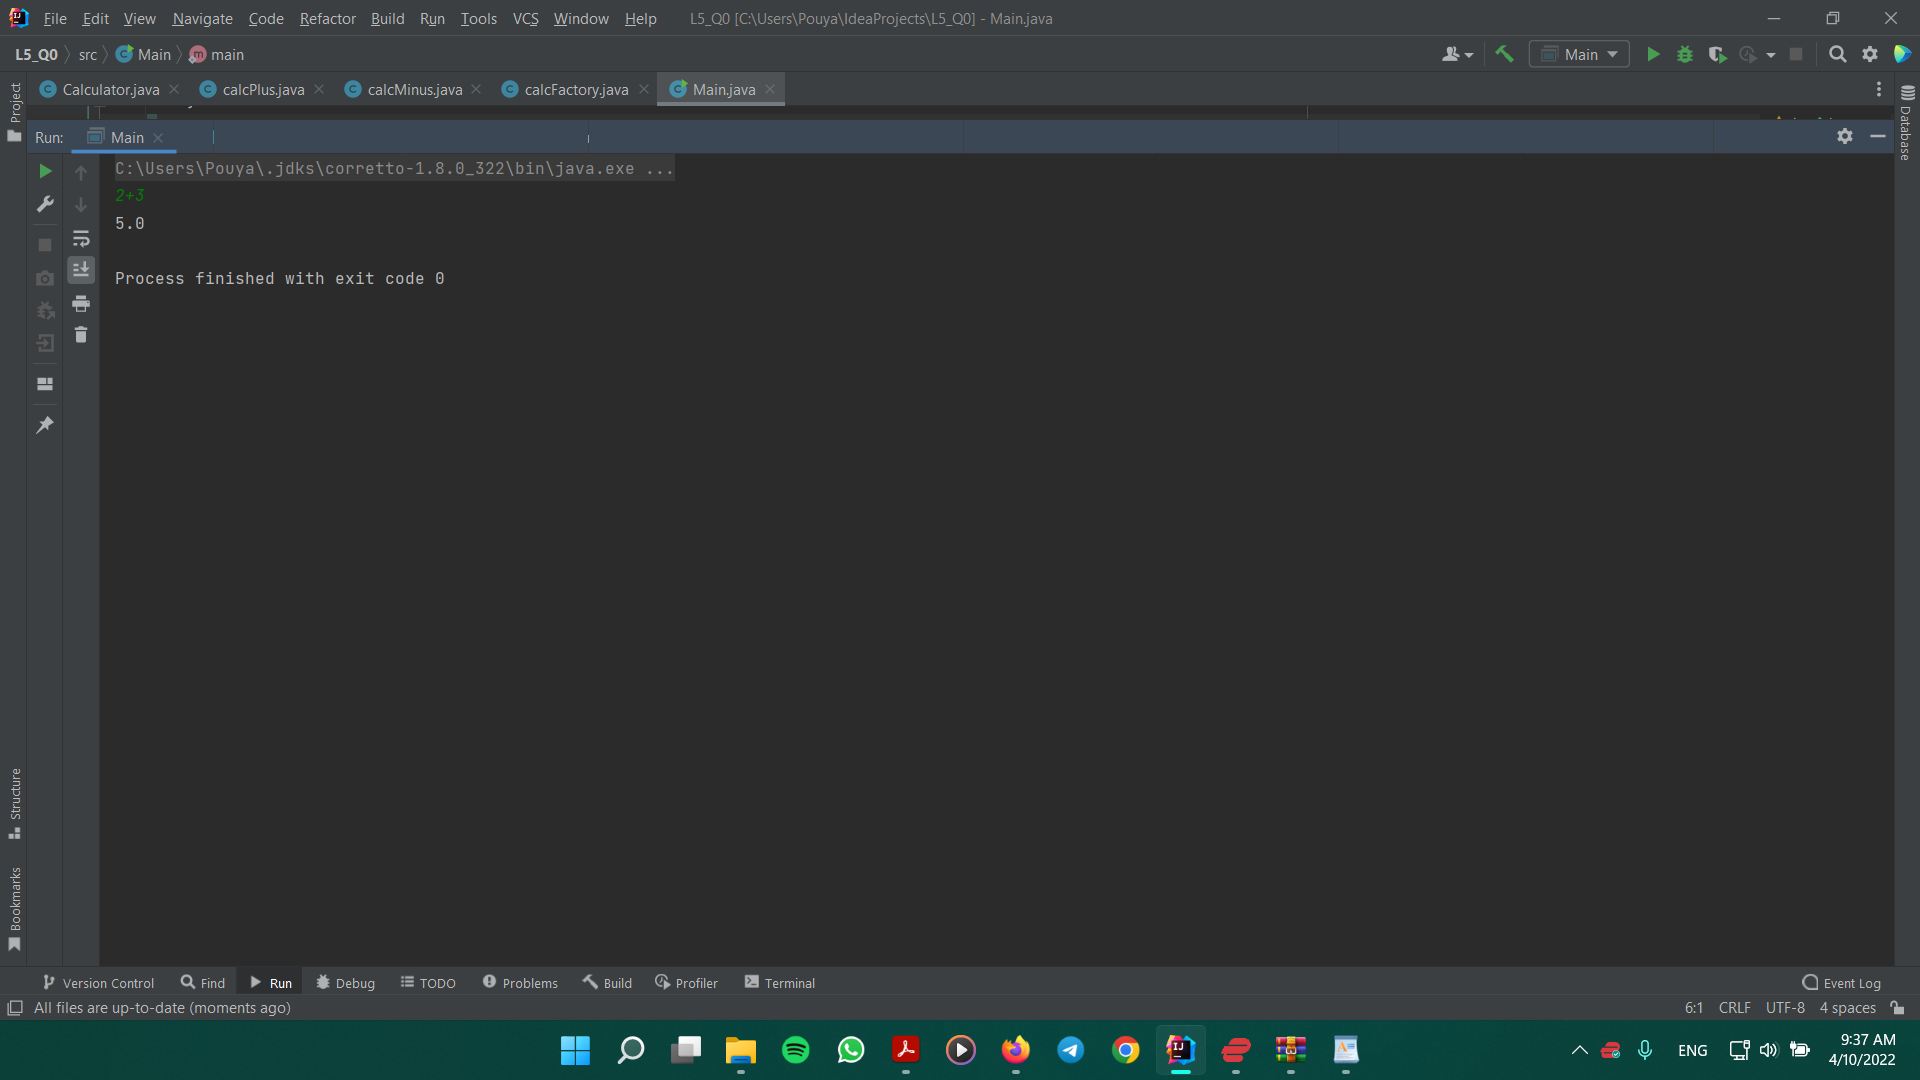 File Edit View Navigate Code Refactor Build Run Tools VCS Window Help L5_Q0 [C:\Users\Pouya\IdeaProjects\L5_Q0] - Main.java
L5_Q0 src Main main
Main
Project
Calculator.java calcPlus.java calcMinus.java calcFactory.java Main.java
Database
Run: Main
C:\Users\Pouya\.jdks\corretto-1.8.0_322\bin\java.exe ...
2+3
5.0
Process finished with exit code 0
Structure
Bookmarks
Version Control Find Run Debug TODO Problems Build Profiler Terminal Event Log
All files are up-to-date (moments ago) 6:1 CRLF UTF-8 4 spaces
ENG 9:37 AM
4/10/2022